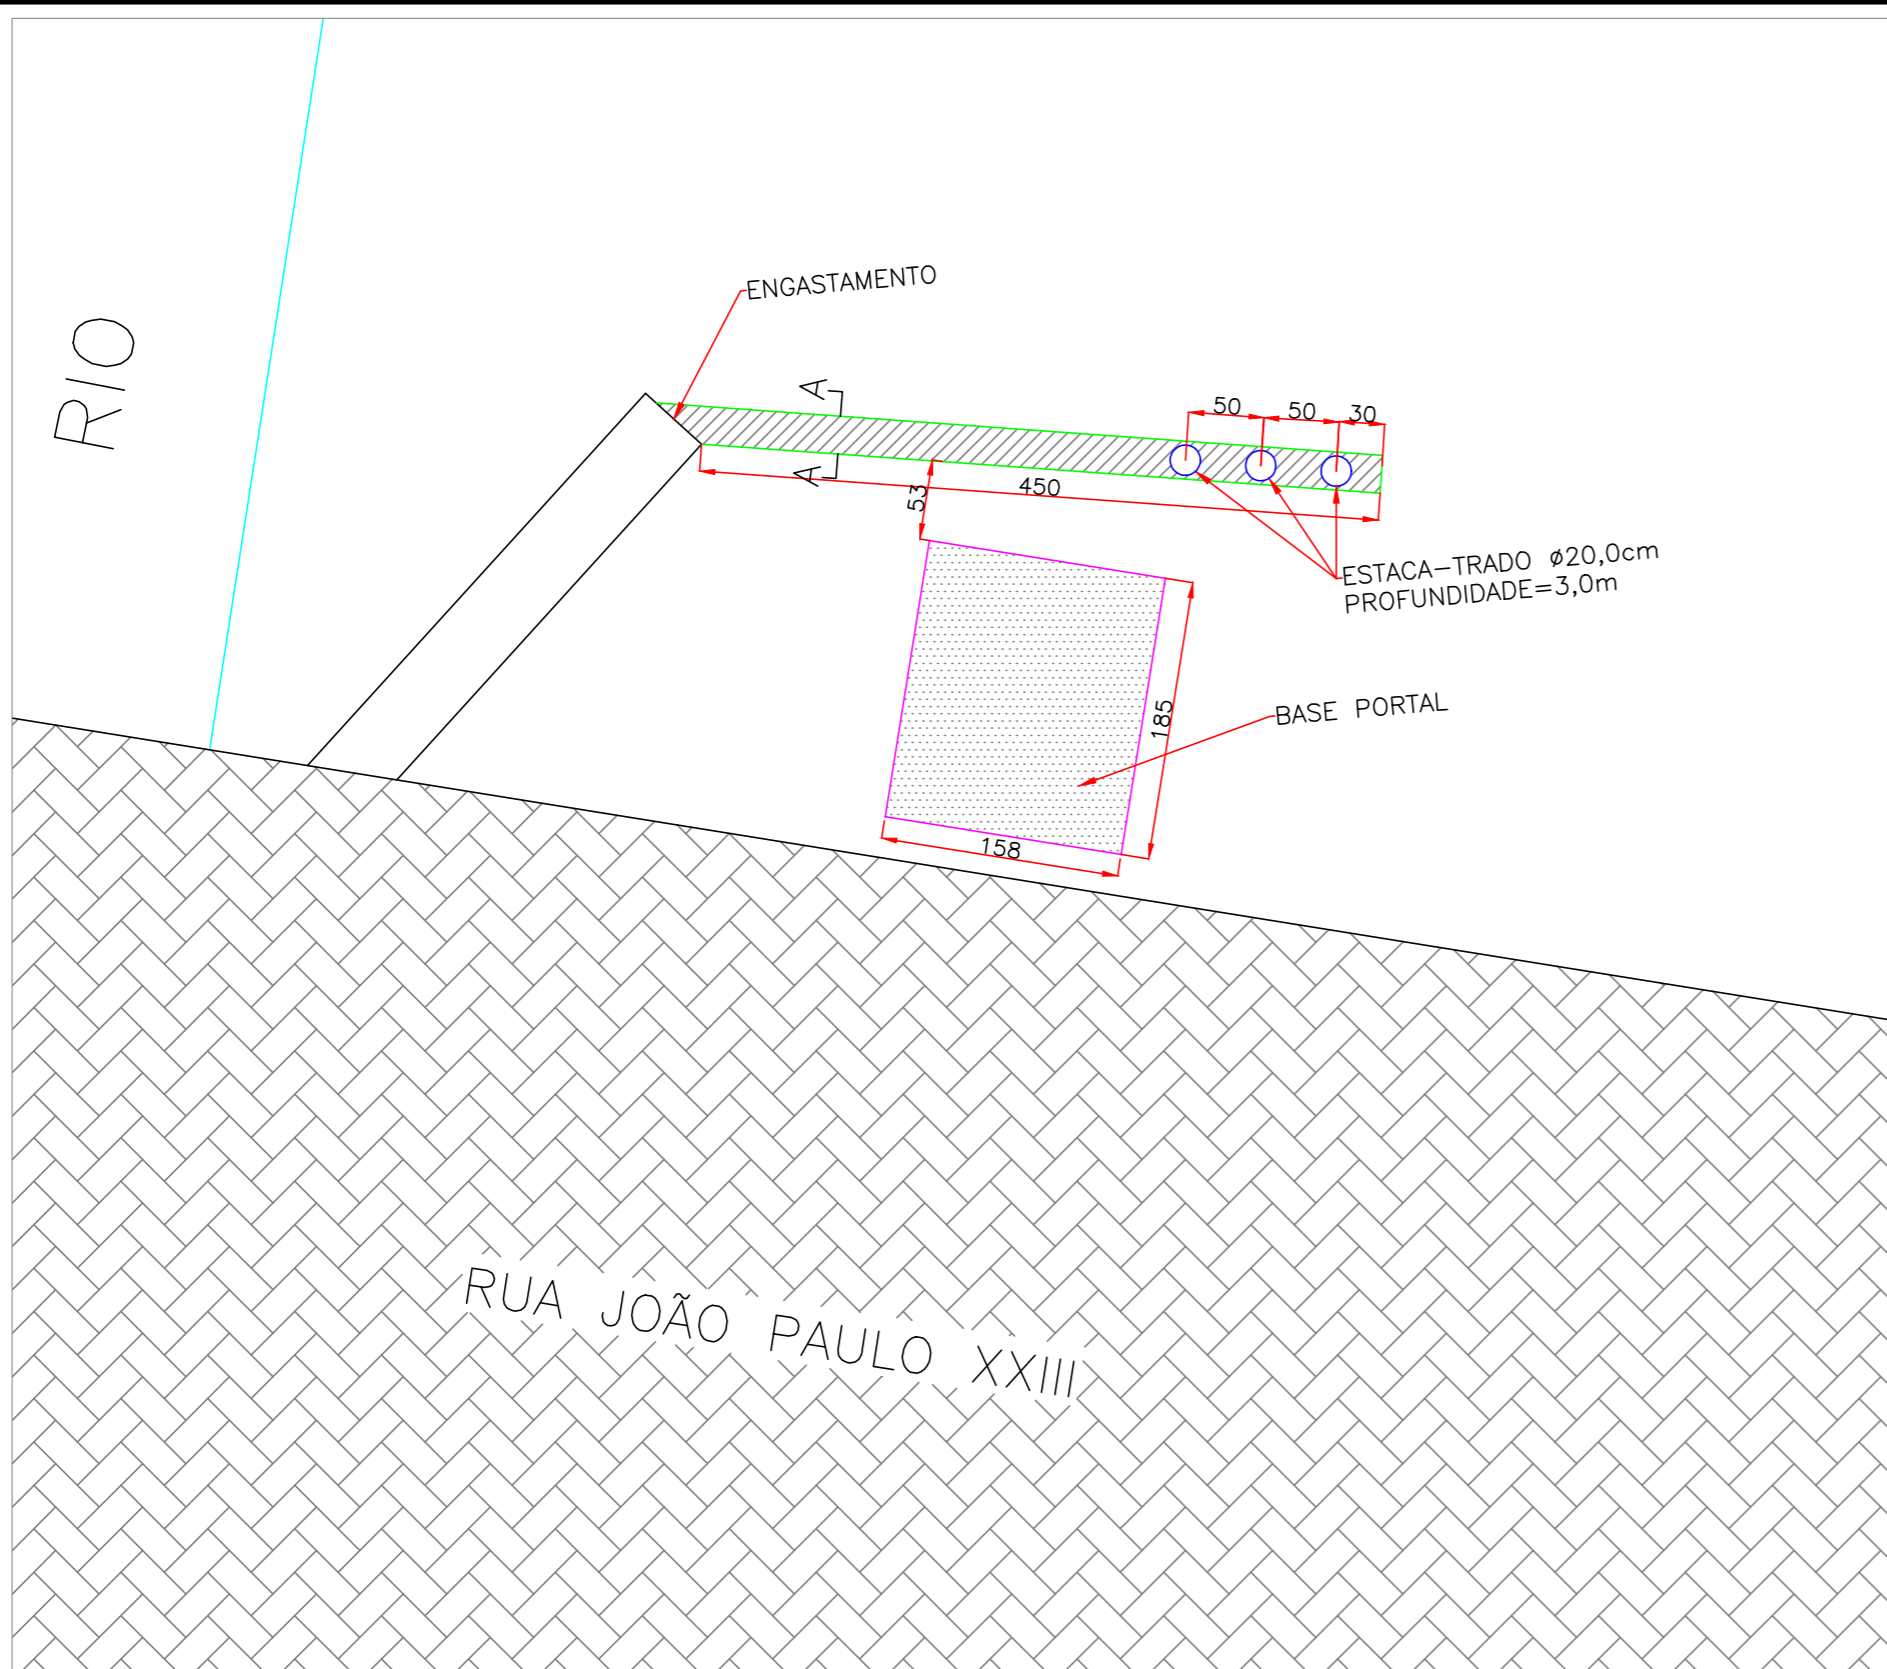 RIO
ENGASTAMENTO
A
A
50
50
30
450
53
ESTACA-TRADO ø20,0cm
PROFUNDIDADE=3,0m
185
BASE PORTAL
158
RUA JOÃO PAULO XXIII